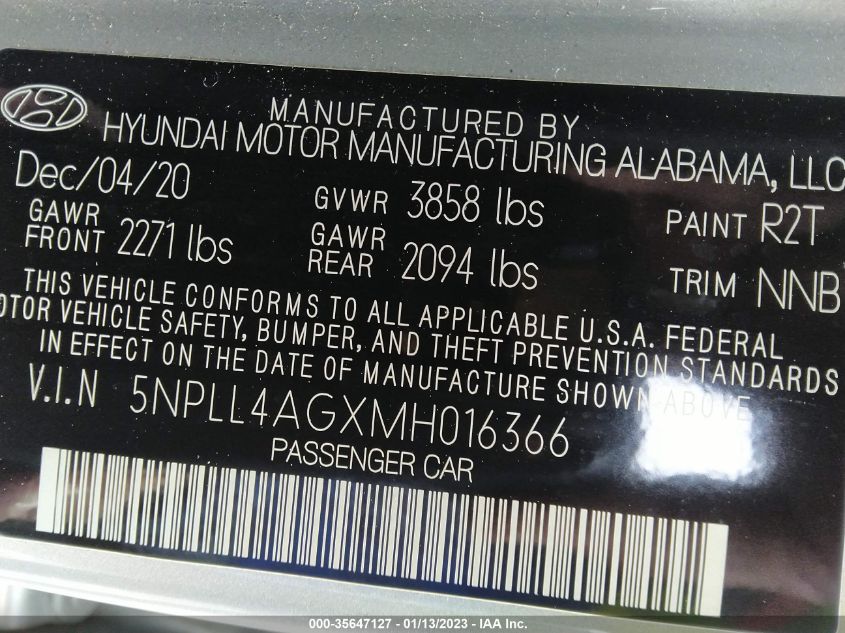 MANUFACTURED BY
HYUNDAI MOTOR MANUFACTURING ALABAMA, LLC
Dec/04/20 GVWR 3858 lbs PAINT R2T
GAWR FRONT 2271 lbs GAWR REAR 2094 lbs TRIM NNB
THIS VEHICLE CONFORMS TO ALL APPLICABLE U.S.A. FEDERAL
OTOR VEHICLE SAFETY, BUMPER, AND THEFT PREVENTION STANDARDS
IN EFFECT ON THE DATE OF MANUFACTURE SHOWN ABOVE
V.I.N 5NPLL4AGXMH016366
PASSENGER CAR
000-35647127 - 01/13/2023 - IAA Inc.